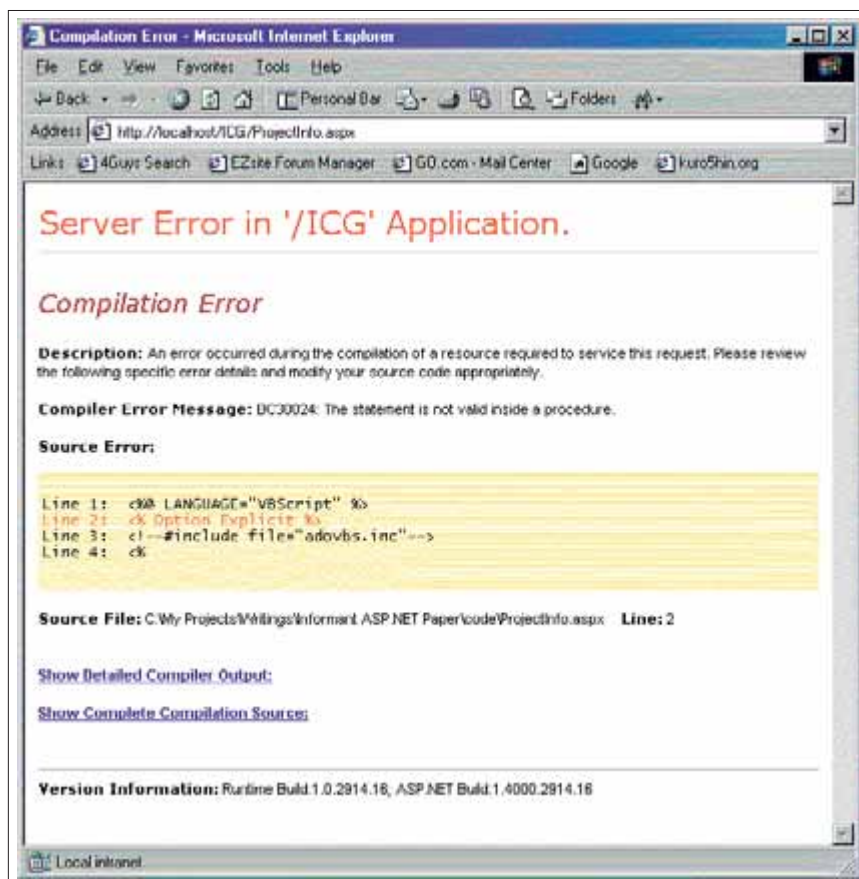 Compilation Error - Microsoft Internet Explorer
File Edit View Favorites Tools Help
Back Personal Bar Folders
Address http://localhost/ICG/ProjectInfo.aspx
Links 4Guys Search EZsite Forum Manager GO.com - Mail Center Google kuro5hin.org
Server Error in '/ICG' Application.
Compilation Error
Description: An error occurred during the compilation of a resource required to service this request. Please review
the following specific error details and modify your source code appropriately.
Compiler Error Message: BC30024: The statement is not valid inside a procedure.
Source Error:
Line 1: <%@ LANGUAGE="VBScript" %>
Line 2: <% Option Explicit %>
Line 3: <!--#include file="adovbs.inc"-->
Line 4: <%
Source File: C:\My Projects\Writings\Informant ASP.NET Paper\code\ProjectInfo.aspx Line: 2
Show Detailed Compiler Output:
Show Complete Compilation Source:
Version Information: Runtime Build:1.0.2914.16; ASP.NET Build:1.4000.2914.16
Local intranet